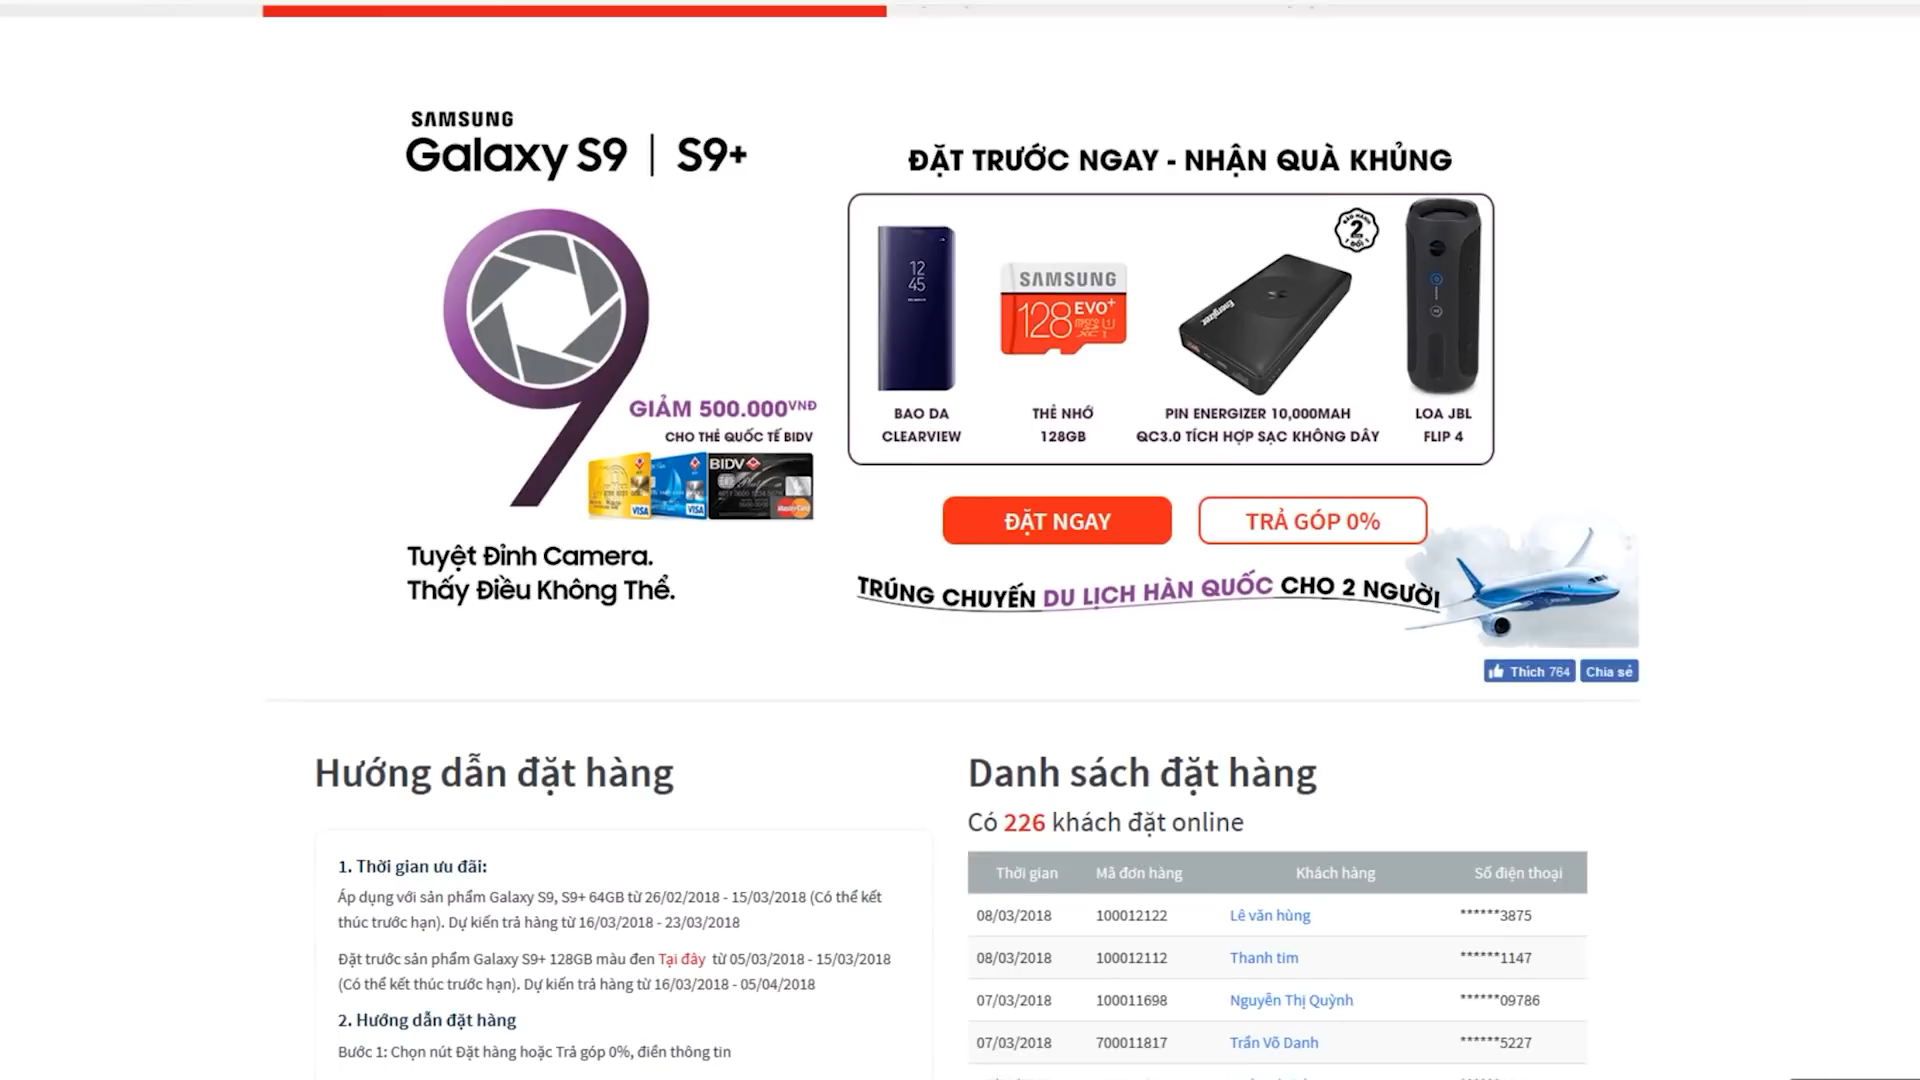 SAMSUNG
Galaxy S9 | S9+
GIẢM 500.000VNĐ
CHO THẺ QUỐC TẾ BIDV
BIDV
VISA
VISA
MasterCard
Tuyệt Đỉnh Camera.
Thấy Điều Không Thể.
ĐẶT TRƯỚC NGAY - NHẬN QUÀ KHỦNG
12
45
SAMSUNG
128 EVO+
Energizer
2
BAO DA
CLEARVIEW
THẺ NHỚ
128GB
PIN ENERGIZER 10,000MAH
QC3.0 TÍCH HỢP SẠC KHÔNG DÂY
LOA JBL
FLIP 4
ĐẶT NGAY
TRẢ GÓP 0%
TRÚNG CHUYẾN DU LỊCH HÀN QUỐC CHO 2 NGƯỜI
Thích 764
Chia sẻ
Hướng dẫn đặt hàng
1. Thời gian ưu đãi:
Áp dụng với sản phẩm Galaxy S9, S9+ 64GB từ 26/02/2018 - 15/03/2018 (Có thể kết
thúc trước hạn). Dự kiến trả hàng từ 16/03/2018 - 23/03/2018
Đặt trước sản phẩm Galaxy S9+ 128GB màu đen Tại đây từ 05/03/2018 - 15/03/2018
(Có thể kết thúc trước hạn). Dự kiến trả hàng từ 16/03/2018 - 05/04/2018
2. Hướng dẫn đặt hàng
Bước 1: Chọn nút Đặt hàng hoặc Trả góp 0%, điền thông tin
Danh sách đặt hàng
Có 226 khách đặt online
Thời gian Mã đơn hàng Khách hàng Số điện thoại
08/03/2018 100012122 Lê văn hùng ******3875
08/03/2018 100012112 Thanh tim ******1147
07/03/2018 100011698 Nguyễn Thị Quỳnh ******09786
07/03/2018 700011817 Trần Võ Danh ******5227